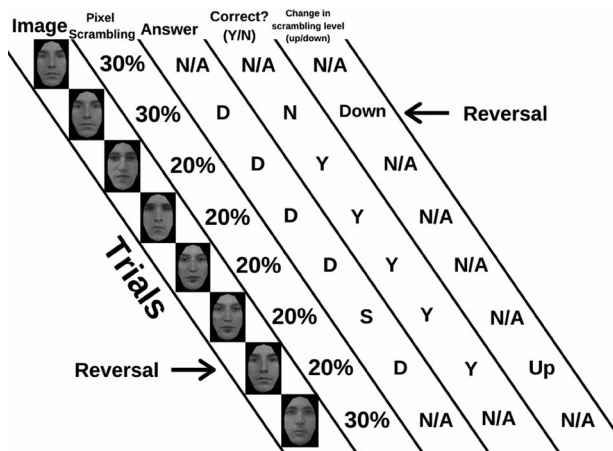 Image Pixel Scrambling Answer Correct? (Y/N) Change in scrambling level (up/down)
30% N/A N/A N/A
30% D N Down Reversal
20% D Y N/A
20% D Y N/A
20% D Y N/A
20% S Y N/A
Reversal 20% D Y Up
30% N/A N/A N/A
Trials